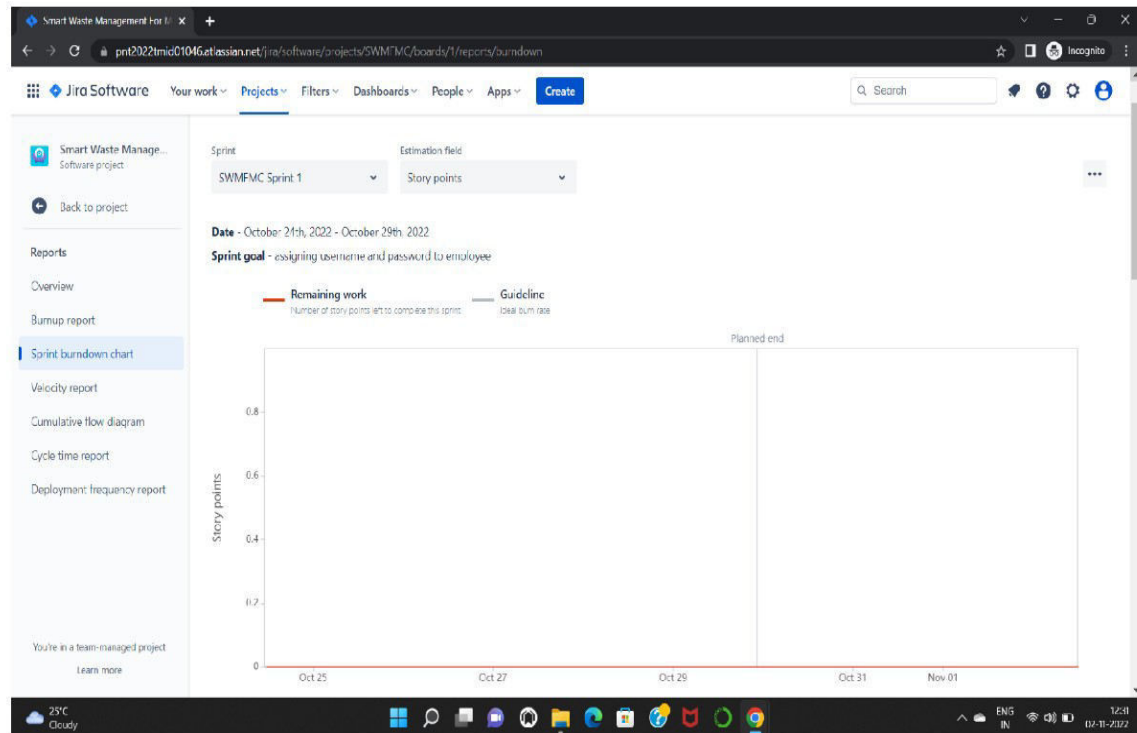 Smart Waste Management For M
pnt2022tmid01046.atlassian.net/jira/software/projects/SWMFMC/boards/1/reports/burndown
Incognito
Jira Software Your work Projects Filters Dashboards People Apps Create Search
Smart Waste Manage...
Software project
Back to project
Reports
Overview
Burnup report
Sprint burndown chart
Velocity report
Cumulative flow diagram
Cycle time report
Deployment frequency report
You're in a team-managed project
Learn more
Sprint Estimation field
SWMFMC Sprint 1 Story points
Date - October 24th, 2022 - October 29th, 2022
Sprint goal - assigning username and password to employee
Remaining work Guideline
Number of story points left to complete this sprint Ideal burn rate
Planned end
Story points
0.8
0.6
0.4
0.2
0
Oct 25 Oct 27 Oct 29 Oct 31 Nov 01
25°C
Cloudy
ENG
IN
12:31
02-11-2022